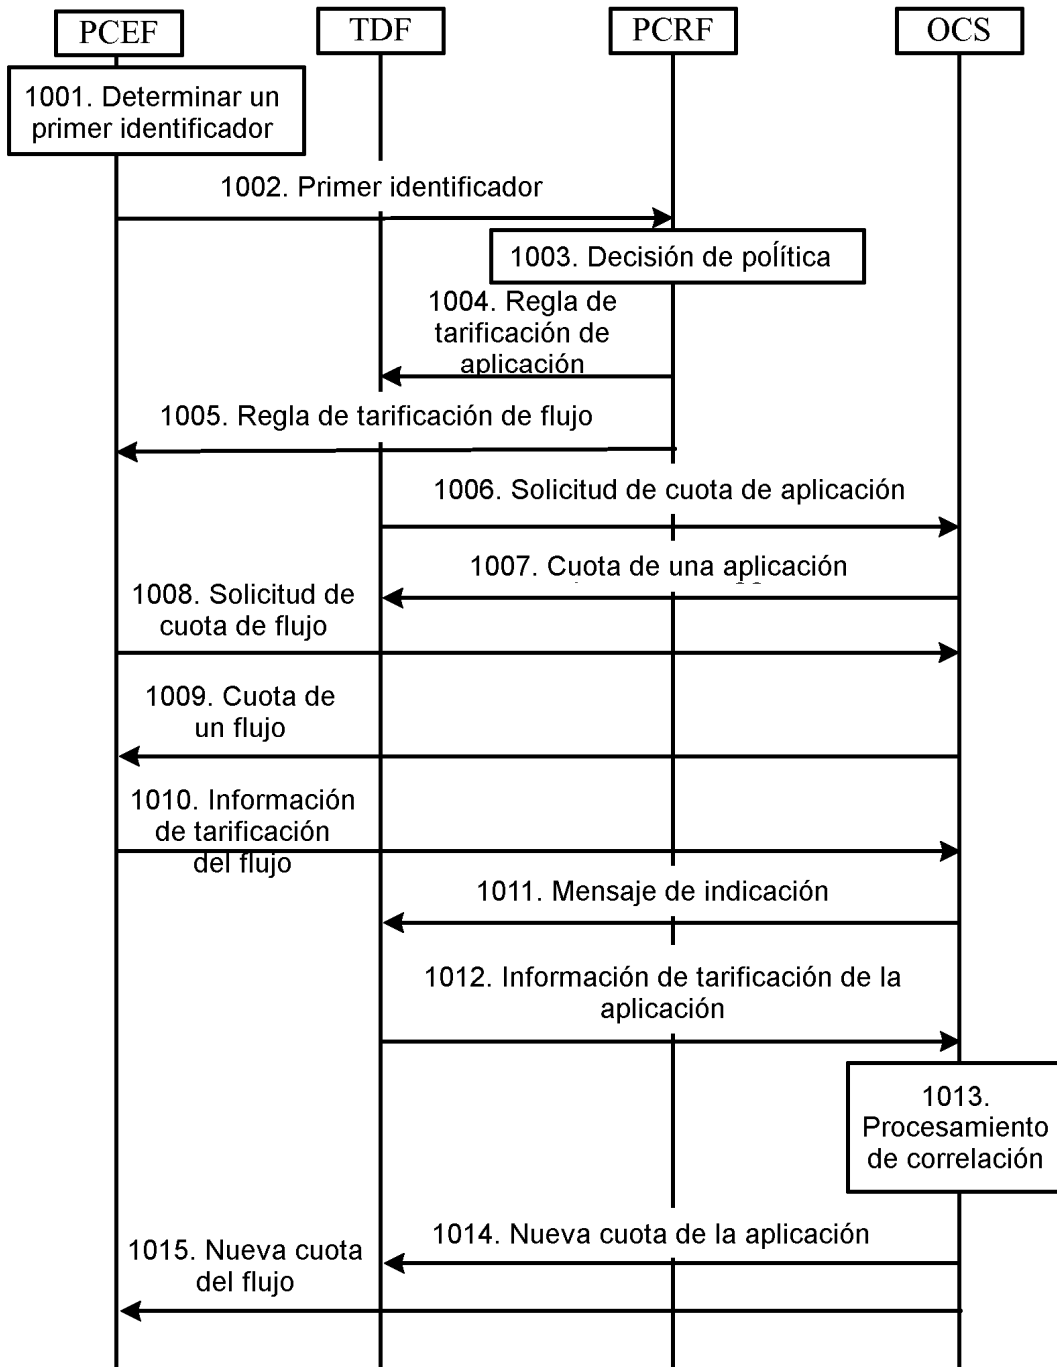 PCEF
TDF
PCRF
OCS
1001. Determinar un
primer identificador
1002. Primer identificador
1003. Decisión de política
1004. Regla de
tarificación de
aplicación
1005. Regla de tarificación de flujo
1006. Solicitud de cuota de aplicación
1007. Cuota de una aplicación
1008. Solicitud de
cuota de flujo
1009. Cuota de
un flujo
1010. Información
de tarificación
del flujo
1011. Mensaje de indicación
1012. Información de tarificación de la
aplicación
1013.
Procesamiento
de correlación
1014. Nueva cuota de la aplicación
1015. Nueva cuota
del flujo